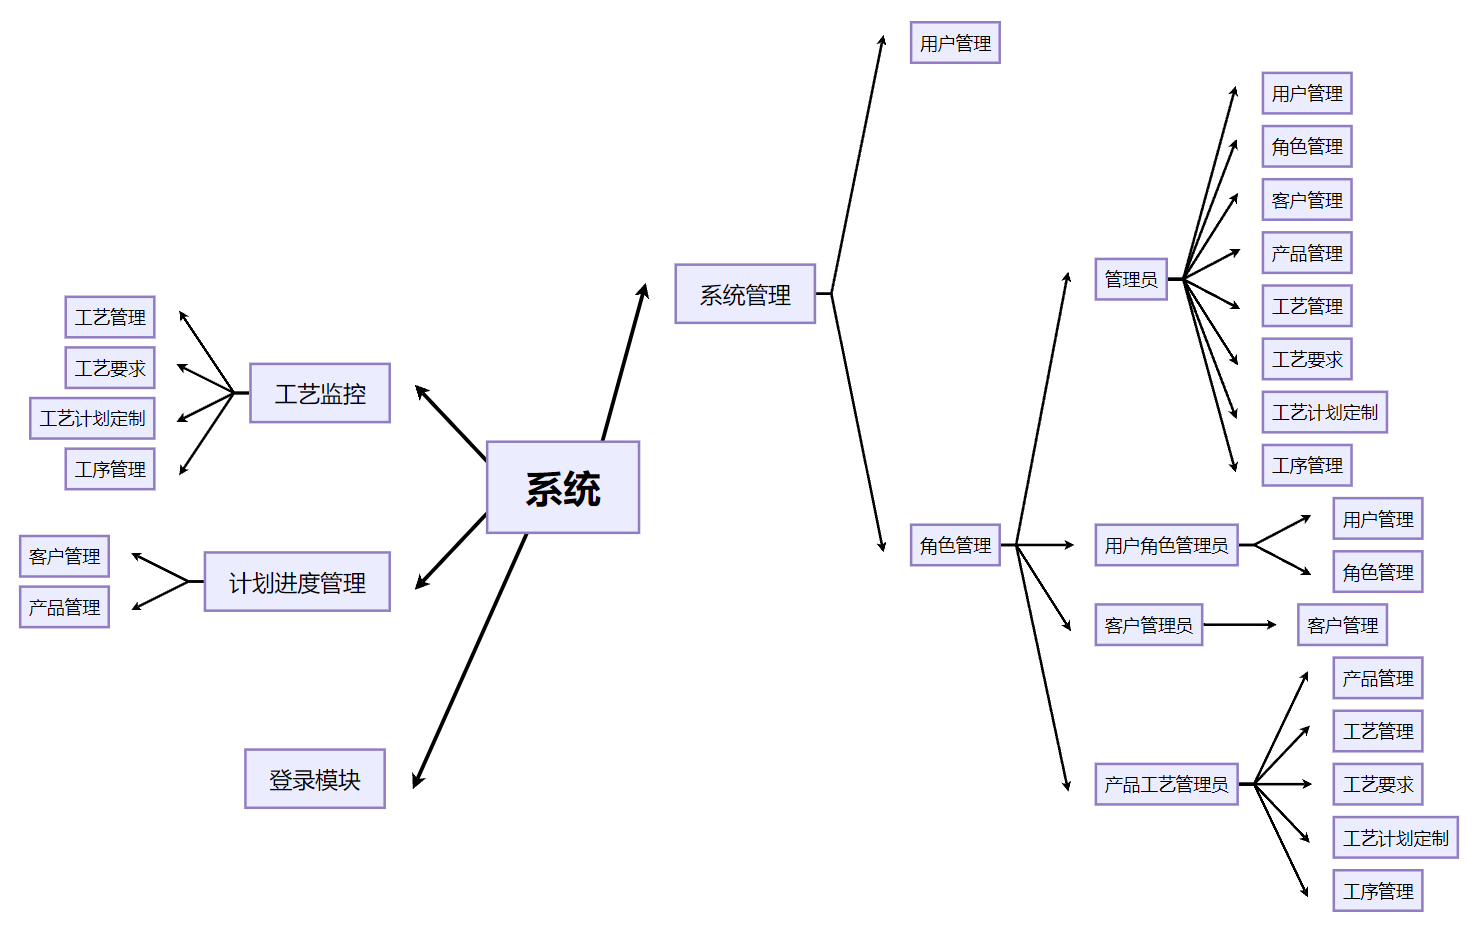 系统
系统管理
用户管理
角色管理
管理员
用户管理
角色管理
客户管理
产品管理
工艺管理
工艺要求
工艺计划定制
工序管理
用户角色管理员
用户管理
角色管理
客户管理员
客户管理
产品工艺管理员
产品管理
工艺管理
工艺要求
工艺计划定制
工序管理
工艺监控
工艺管理
工艺要求
工艺计划定制
工序管理
计划进度管理
客户管理
产品管理
登录模块